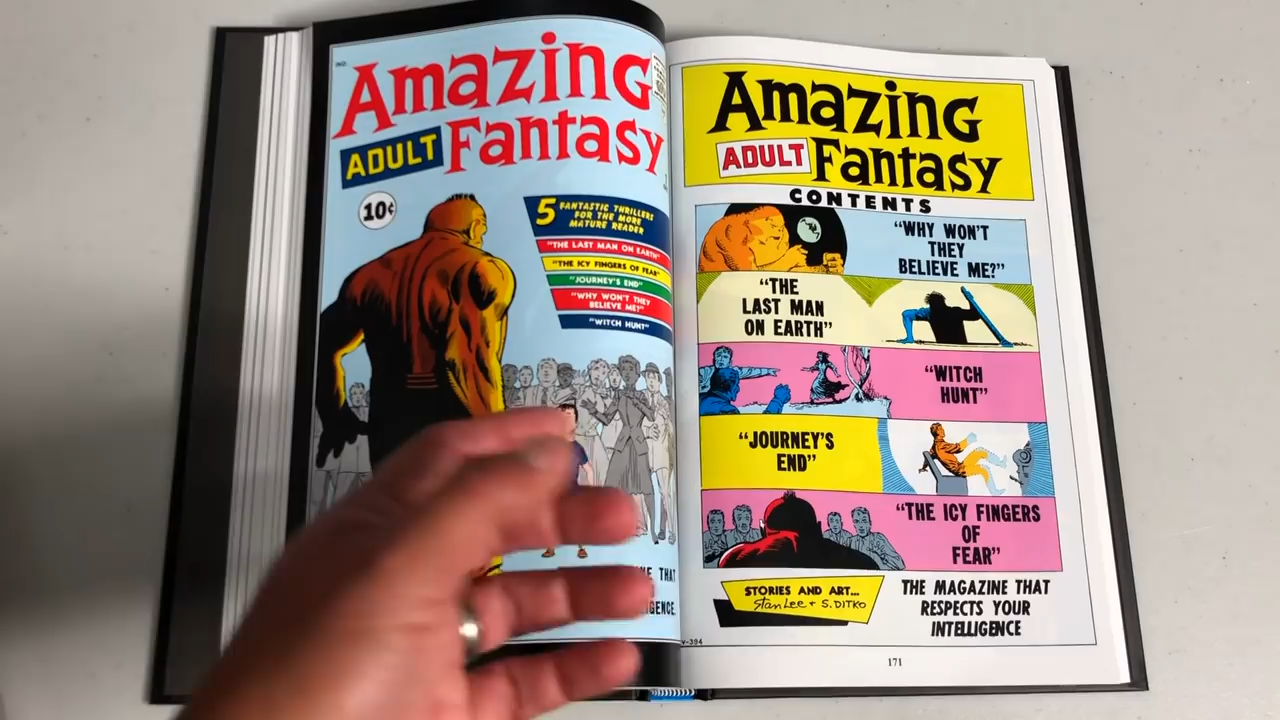 IND.
Amazing
ADULT Fantasy
10¢
5 FANTASTIC THRILLERS
FOR THE MORE
MATURE READER
"THE LAST MAN ON EARTH"
"THE ICY FINGERS OF FEAR"
"JOURNEY'S END"
"WHY WON'T THEY
BELIEVE ME?"
"WITCH HUNT"
THAT
Amazing
ADULT Fantasy
CONTENTS
"WHY WON'T
THEY
BELIEVE ME?"
"THE
LAST MAN
ON EARTH"
"WITCH
HUNT"
"JOURNEY'S
END"
"THE ICY FINGERS
OF
FEAR"
STORIES AND ART...
Stan Lee + S. DITKO
THE MAGAZINE THAT
RESPECTS YOUR
INTELLIGENCE
V-394
171